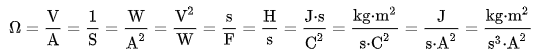 Ω = V/A = 1/S = W/A² = V²/W = s/F = H/s = J·s/C² = kg·m²/s·C² = J/s·A² = kg·m²/s³·A²